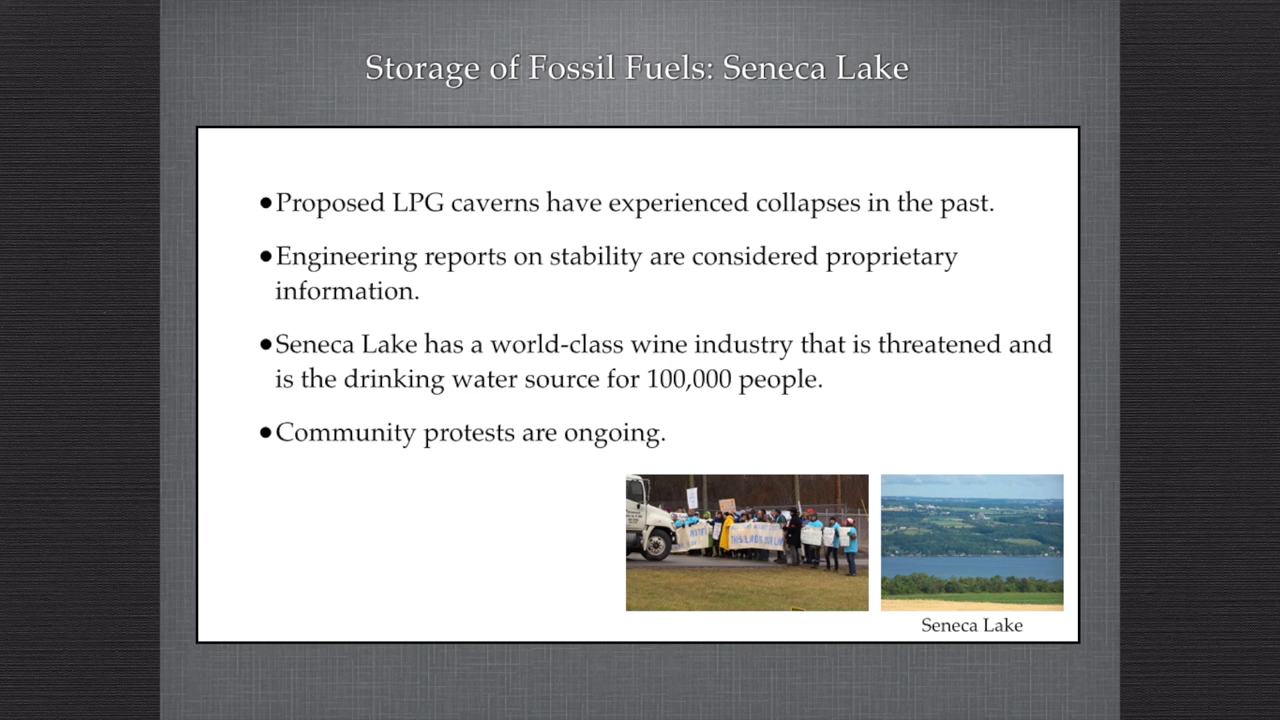 Storage of Fossil Fuels: Seneca Lake
●Proposed LPG caverns have experienced collapses in the past.
●Engineering reports on stability are considered proprietary
information.
●Seneca Lake has a world-class wine industry that is threatened and
is the drinking water source for 100,000 people.
●Community protests are ongoing.
Seneca Lake